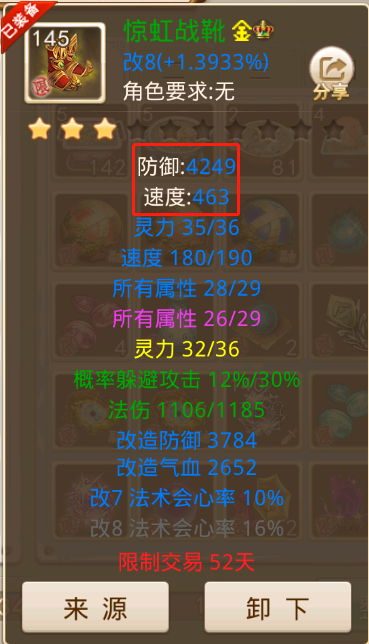 已装备
145
惊虹战靴 金
改8(+1.3933%)
角色要求:无
分享
防御:4249
速度:463
灵力 35/36
速度 180/190
所有属性 28/29
所有属性 26/29
灵力 32/36
概率躲避攻击 12%/30%
法伤 1106/1185
改造防御 3784
改造气血 2652
改7 法术会心率 10%
改8 法术会心率 16%
限制交易 52天
来源
卸下